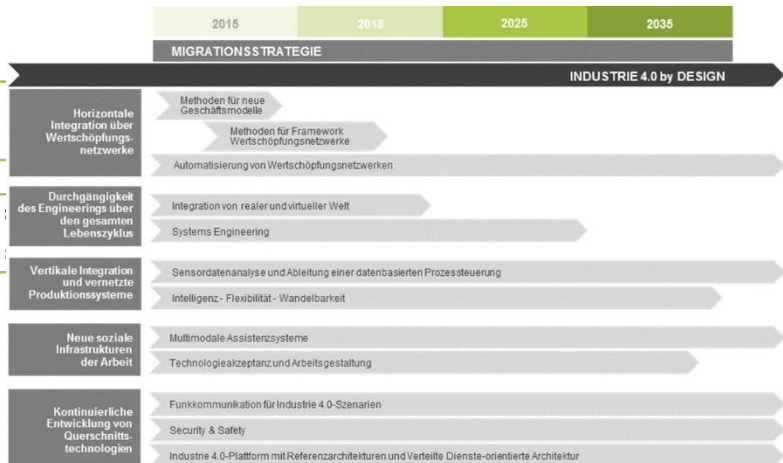 2015 2018 2025 2035
MIGRATIONSSTRATEGIE
INDUSTRIE 4.0 by DESIGN
Horizontale
Integration über
Wertschöpfungs-
netzwerke
Methoden für neue
Geschäftsmodelle
Methoden für Framework
Wertschöpfungsnetzwerke
Automatisierung von Wertschöpfungsnetzwerken
Durchgängigkeit
des Engineerings über
den gesamten
Lebenszyklus
Integration von realer und virtueller Welt
Systems Engineering
Vertikale Integration
und vernetzte
Produktionssysteme
Sensordatenanalyse und Ableitung einer datenbasierten Prozessteuerung
Intelligenz - Flexibilität - Wandelbarkeit
Neue soziale
Infrastrukturen
der Arbeit
Multimodale Assistenzsysteme
Technologieakzeptanz und Arbeitsgestaltung
Kontinuierliche
Entwicklung von
Querschnitts-
technologien
Funkkommunikation für Industrie 4.0-Szenarien
Security & Safety
Industrie 4.0-Plattform mit Referenzarchitekturen und Verteilte Dienste-orientierte Architektur